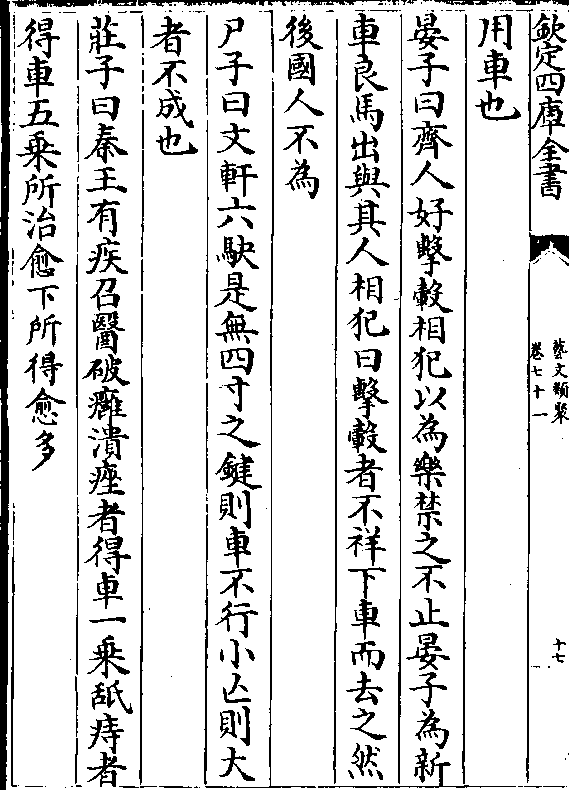 欽定四庫全書
藝文類聚
卷七十一
十七
用車也
晏子曰齊人好擊轂相犯以為樂禁之不止晏子為新
車良馬出與其人相犯曰擊轂者不祥下車而去之然
後國人不為
尸子曰文軒六駃是無四寸之鍵則車不行小亡則大
者不成也
莊子曰秦王有疾召醫破癰潰痤者得車一乗舐痔者
得車五乗所治愈下所得愈多